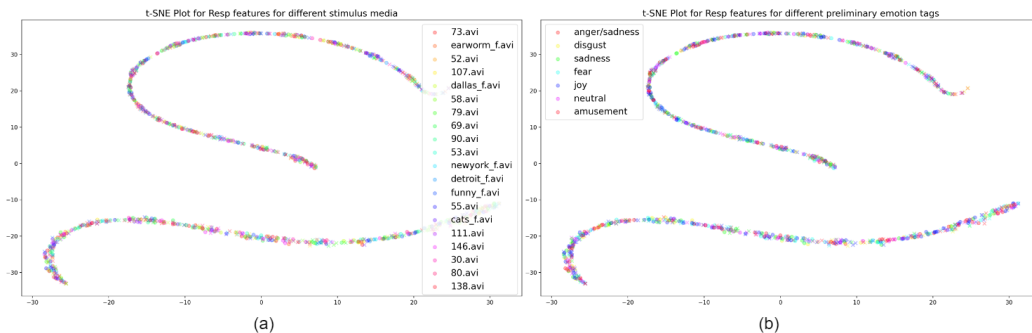 t-SNE Plot for Resp features for different stimulus media
30
20
10
0
−10
−20
−30
−30
−20
−10
0
10
20
30
73.avi
earworm_f.avi
52.avi
107.avi
dallas_f.avi
58.avi
79.avi
69.avi
90.avi
53.avi
newyork_f.avi
detroit_f.avi
funny_f.avi
55.avi
cats_f.avi
111.avi
146.avi
30.avi
80.avi
138.avi
(a)
t-SNE Plot for Resp features for different preliminary emotion tags
anger/sadness
disgust
sadness
fear
joy
neutral
amusement
30
20
10
0
−10
−20
−30
−30
−20
−10
0
10
20
30
(b)